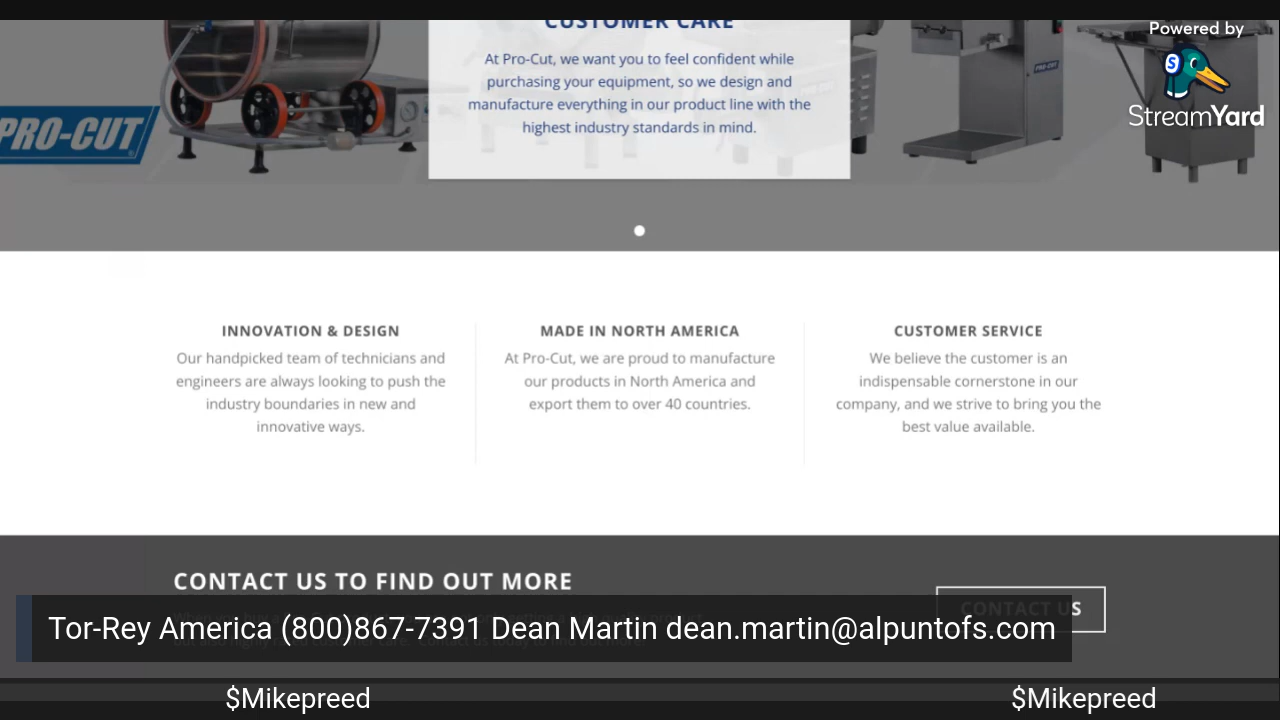 CUSTOMER CARE
At Pro-Cut, we want you to feel confident while
purchasing your equipment, so we design and
manufacture everything in our product line with the
highest industry standards in mind.
PRO-CUT
PRO-CUT
Powered by
S
StreamYard
INNOVATION & DESIGN
Our handpicked team of technicians and
engineers are always looking to push the
industry boundaries in new and
innovative ways.
MADE IN NORTH AMERICA
At Pro-Cut, we are proud to manufacture
our products in North America and
export them to over 40 countries.
CUSTOMER SERVICE
We believe the customer is an
indispensable cornerstone in our
company, and we strive to bring you the
best value available.
CONTACT US TO FIND OUT MORE
CONTACT US
Tor-Rey America (800)867-7391 Dean Martin dean.martin@alpuntofs.com
$Mikepreed
$Mikepreed